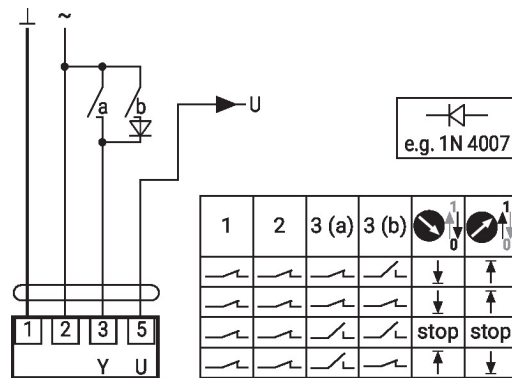 ⊥ ~
a b
U
e.g. 1N 4007
1 2 3 (a) 3 (b) 1 0 1 0
stop stop
1 2 3 5
Y U